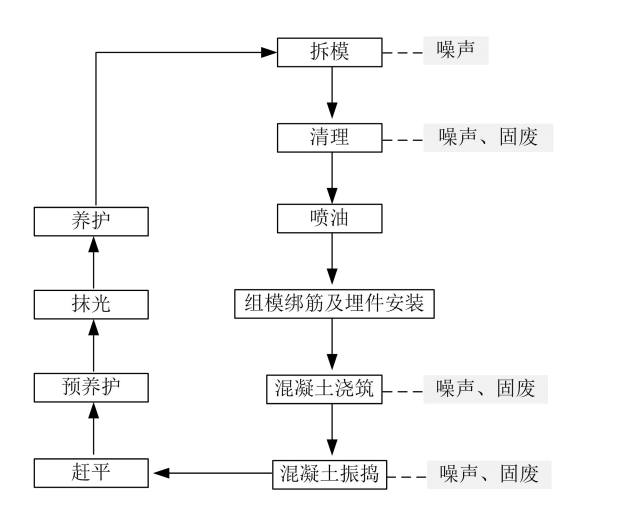 拆模
噪声
清理
噪声、固废
喷油
养护
组模绑筋及埋件安装
抹光
混凝土浇筑
噪声、固废
预养护
混凝土振捣
噪声、固废
赶平